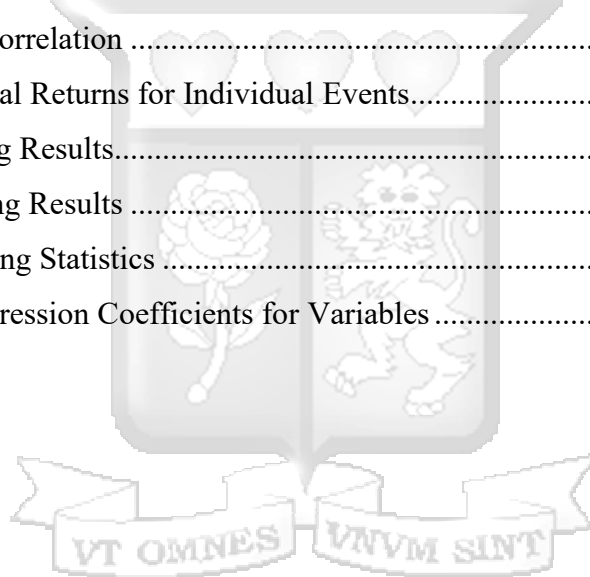 orrelation ..........................................................
al Returns for Individual Events......................
g Results............................................................
ng Results ..........................................................
ng Statistics ......................................................
ression Coefficients for Variables ....................
VT OMNES VNVM SINT